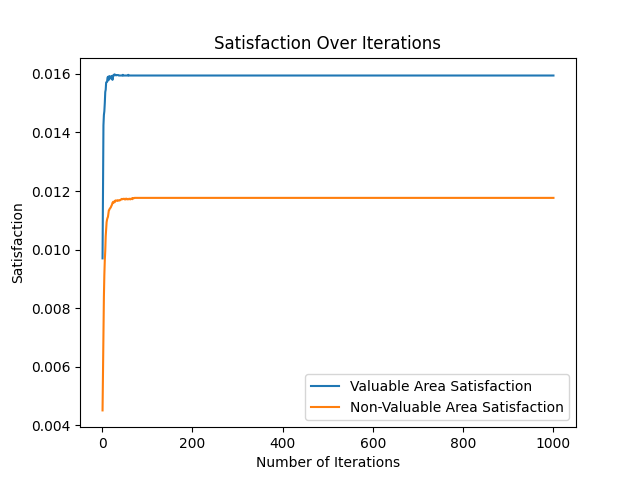 Satisfaction Over Iterations
0.016
0.014
0.012
0.010
0.008
0.006
0.004
Satisfaction
Valuable Area Satisfaction
Non-Valuable Area Satisfaction
0 200 400 600 800 1000
Number of Iterations